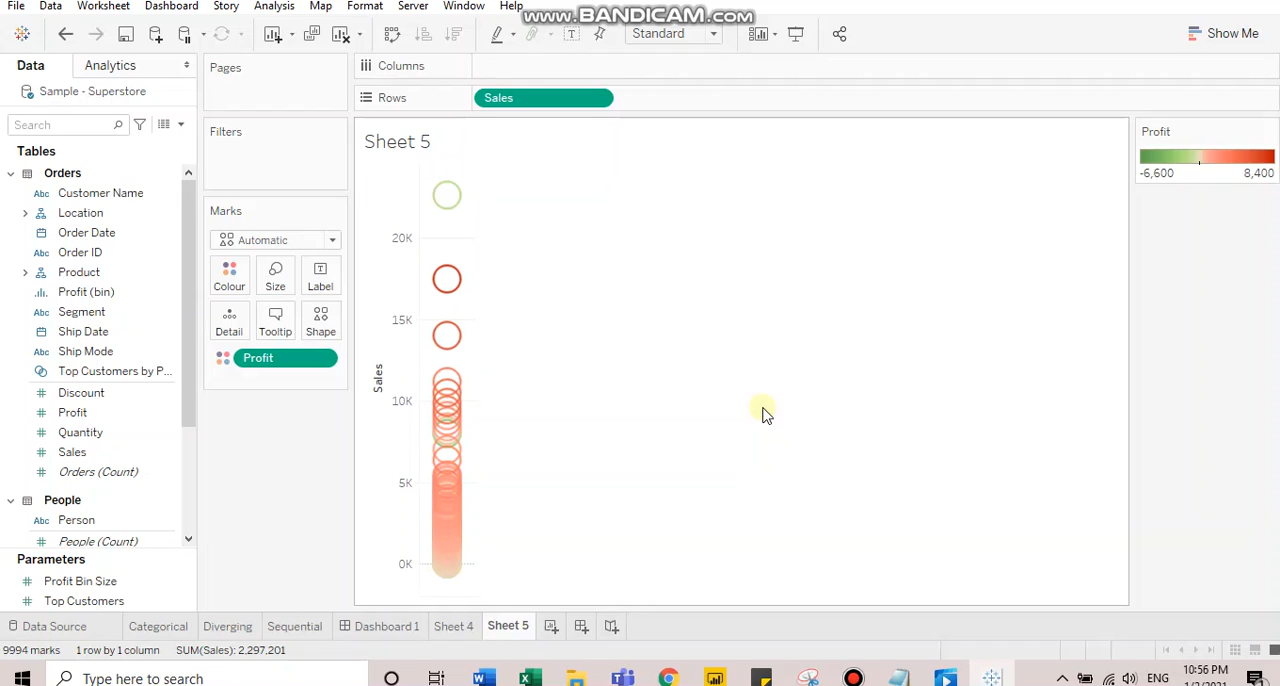 File Data Worksheet Dashboard Story Analysis Map Format Server Window Help
www.BANDICAM.com
Standard
Show Me
Data Analytics
Sample - Superstore
Search
Tables
Orders
Abc Customer Name
Location
Order Date
Abc Order ID
Product
Profit (bin)
Abc Segment
Ship Date
Abc Ship Mode
Top Customers by P...
# Discount
# Profit
# Quantity
# Sales
# Orders (Count)
People
Abc Person
# People (Count)
Parameters
# Profit Bin Size
# Top Customers
Pages
Filters
Marks
Automatic
Colour Size Label
Detail Tooltip Shape
Profit
Columns
Rows Sales
Sheet 5
20K
15K
10K
5K
0K
Sales
Profit
-6,600 8,400
Data Source Categorical Diverging Sequential Dashboard 1 Sheet 4 Sheet 5
9994 marks 1 row by 1 column SUM(Sales): 2,297,201
Type here to search
ENG
10:56 PM